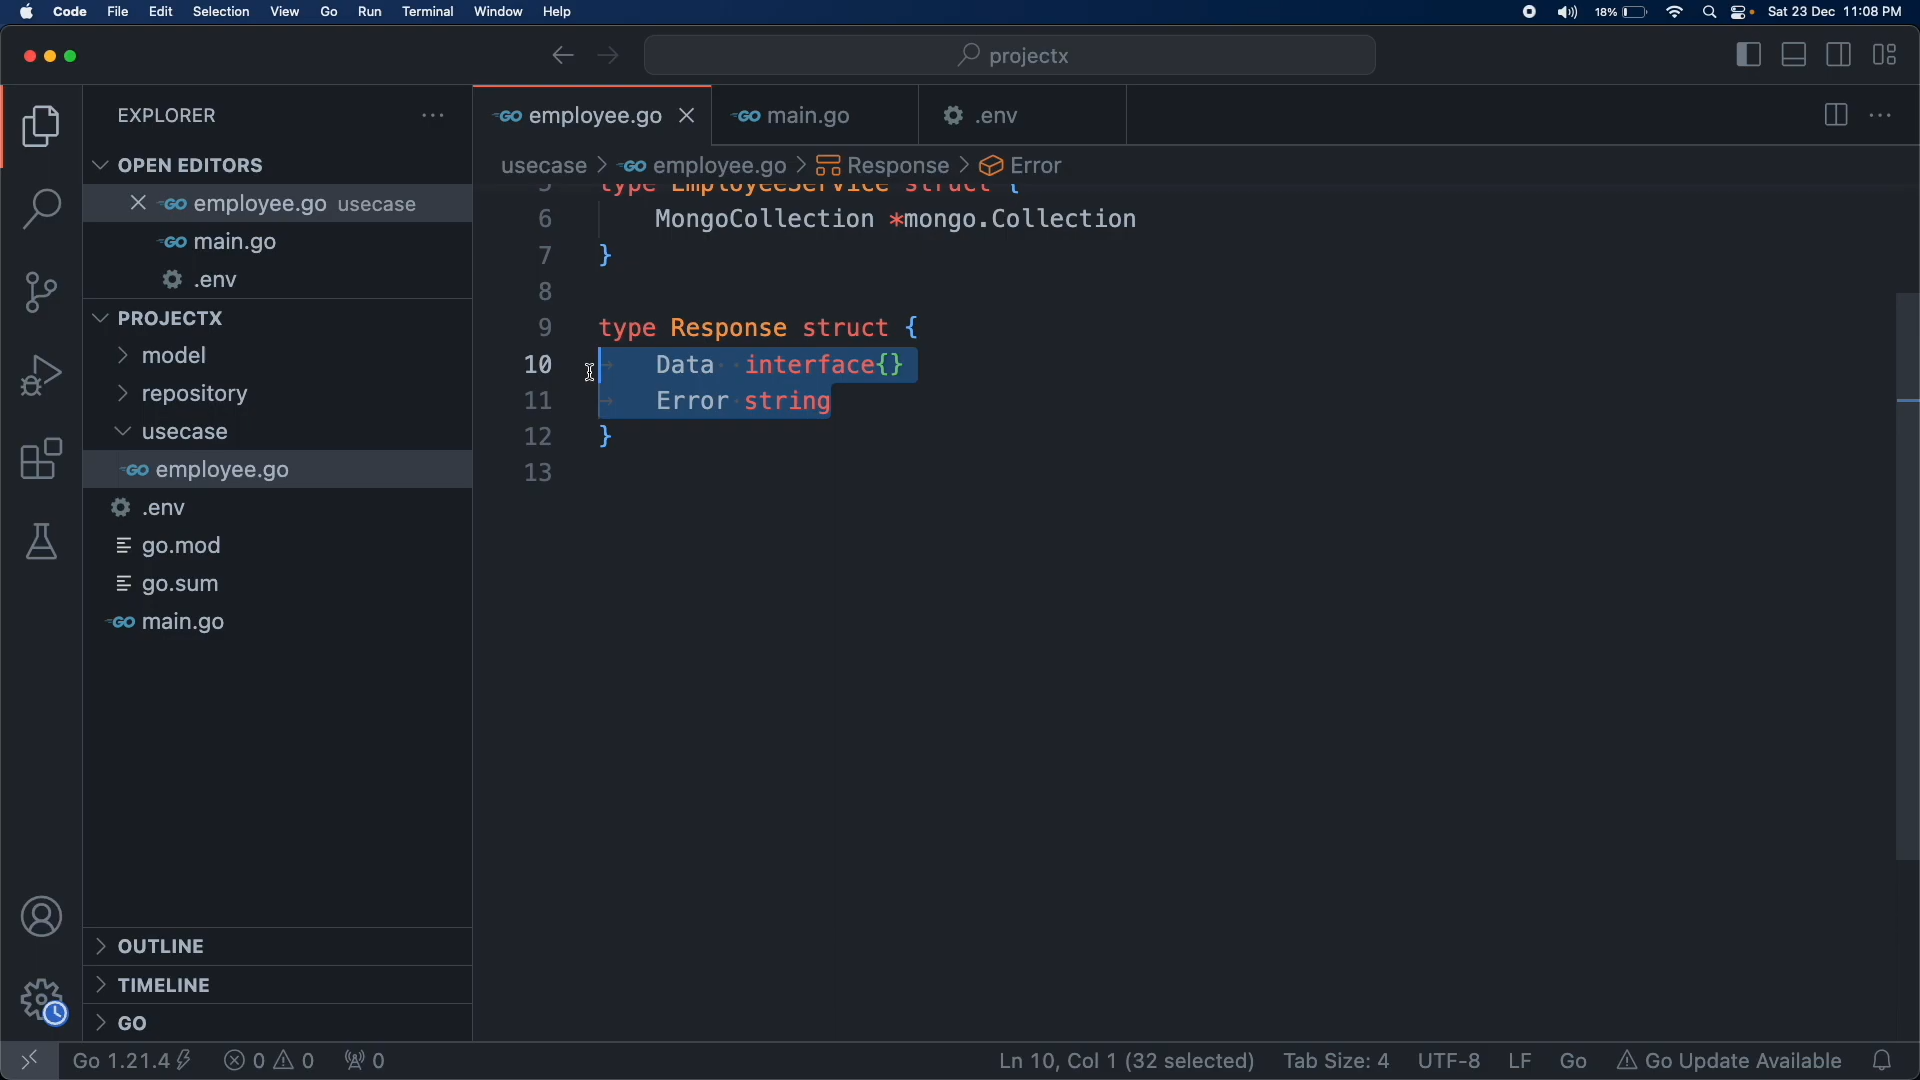 Code File Edit Selection View Go Run Terminal Window Help 18% Sat 23 Dec 11:08 PM
projectx
EXPLORER
employee.go main.go .env
OPEN EDITORS
usecase > employee.go > Response > Error
employee.go usecase
main.go
.env
PROJECTX
model
repository
usecase
employee.go
.env
go.mod
go.sum
main.go
OUTLINE
TIMELINE
GO
5 type EmployeeService struct {
6 MongoCollection *mongo.Collection
7 }
8
9 type Response struct {
10 Data interface{}
11 Error string
12 }
13
Go 1.21.4 0 0 0 Ln 10, Col 1 (32 selected) Tab Size: 4 UTF-8 LF Go Go Update Available